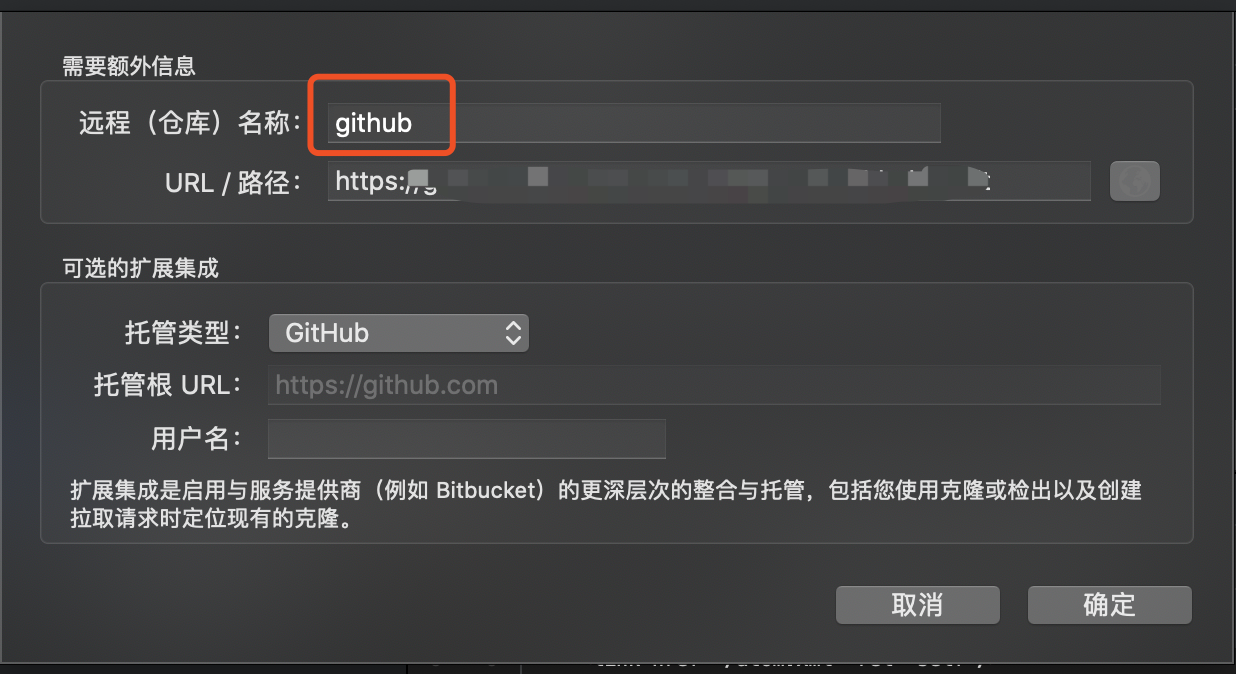 需要额外信息
远程（仓库）名称： github
URL / 路径： https:/
可选的扩展集成
托管类型： GitHub
托管根 URL： https://github.com
用户名：
扩展集成是启用与服务提供商（例如 Bitbucket）的更深层次的整合与托管，包括您使用克隆或检出以及创建
拉取请求时定位现有的克隆。
取消 确定